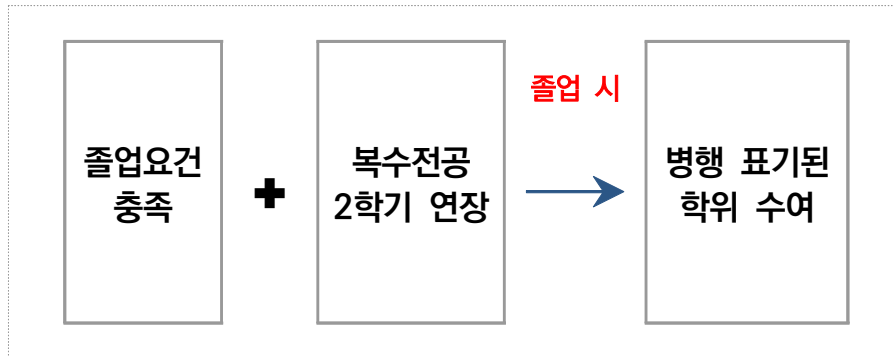 졸업요건
충족
복수전공
2학기 연장
졸업 시
병행 표기된
학위 수여